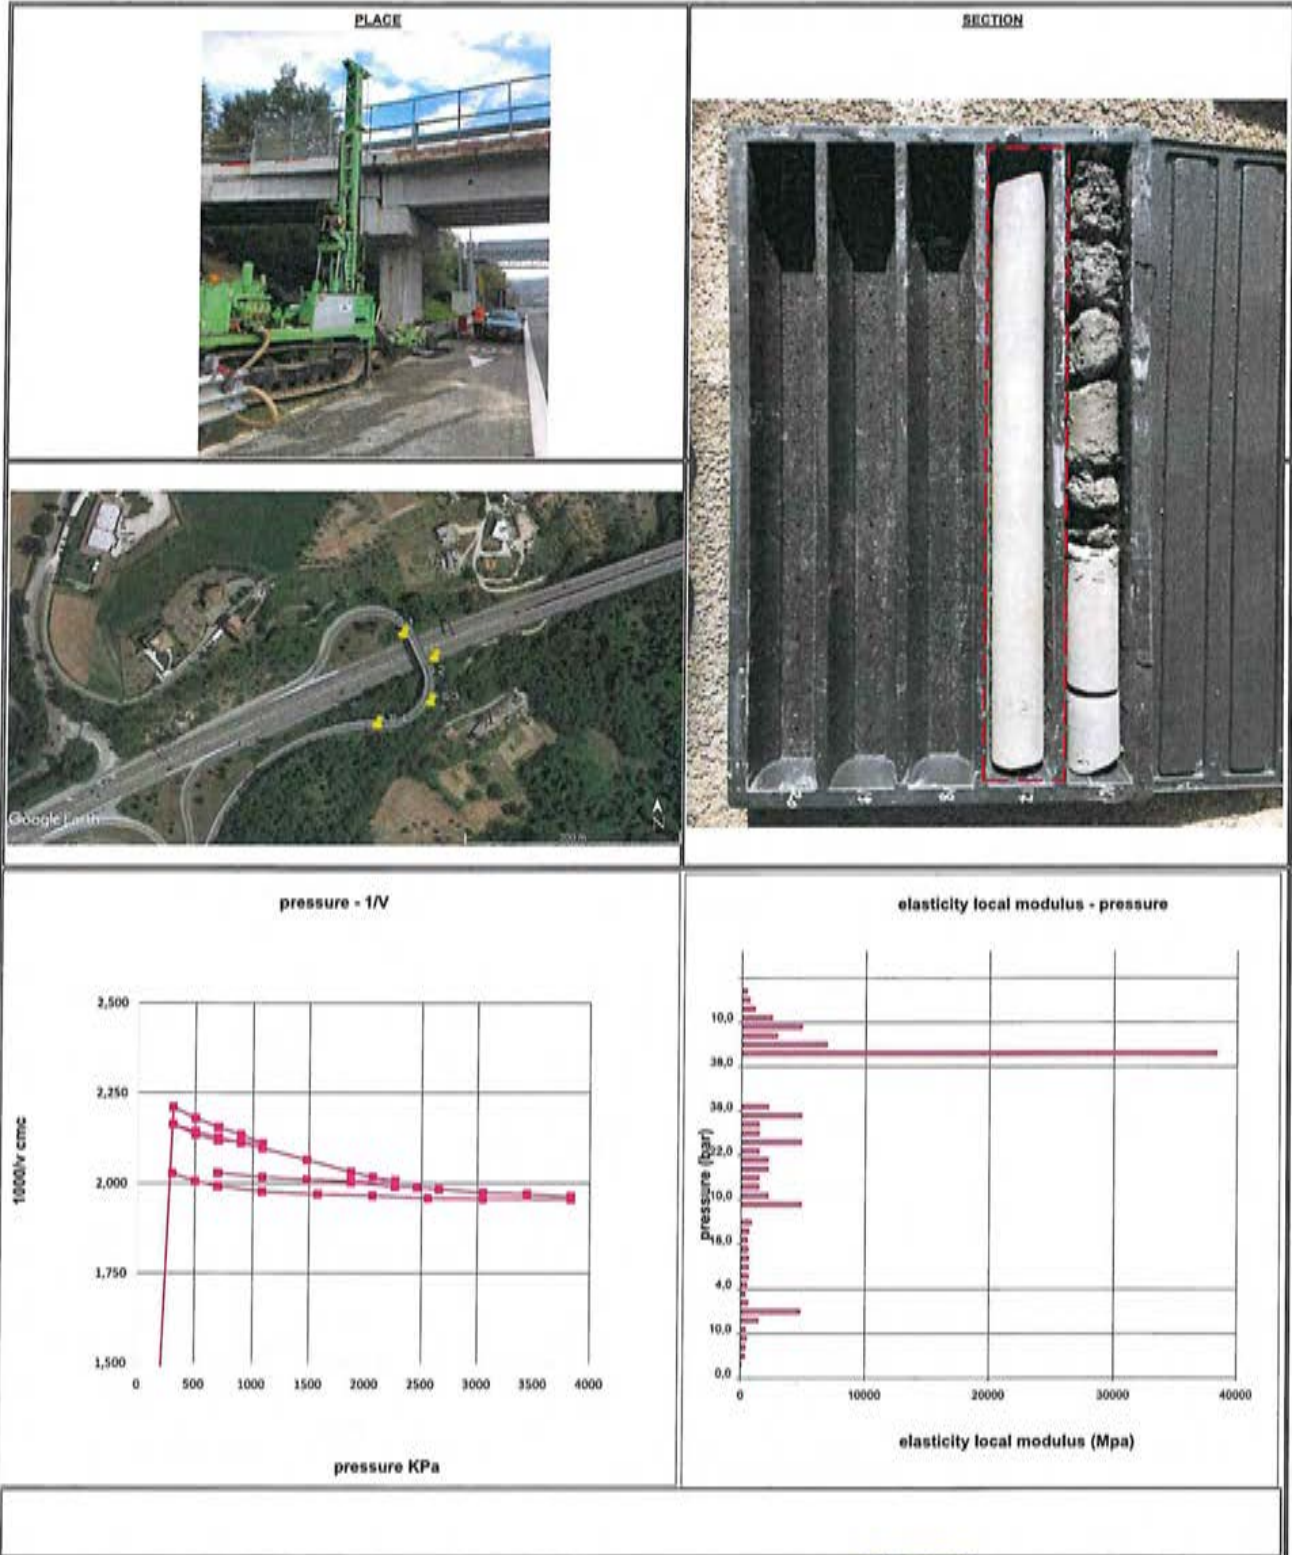 PLACE
SECTION
Google Earth
200 m
pressure - 1/V
2,500
2,250
2,000
1,750
1,500
0 500 1000 1500 2000 2500 3000 3500 4000
1000/v cmc
pressure KPa
elasticity local modulus - pressure
10,0
38,0
38,0
22,0
10,0
16,0
4,0
10,0
0,0
0 10000 20000 30000 40000
pressure (bar)
elasticity local modulus (Mpa)